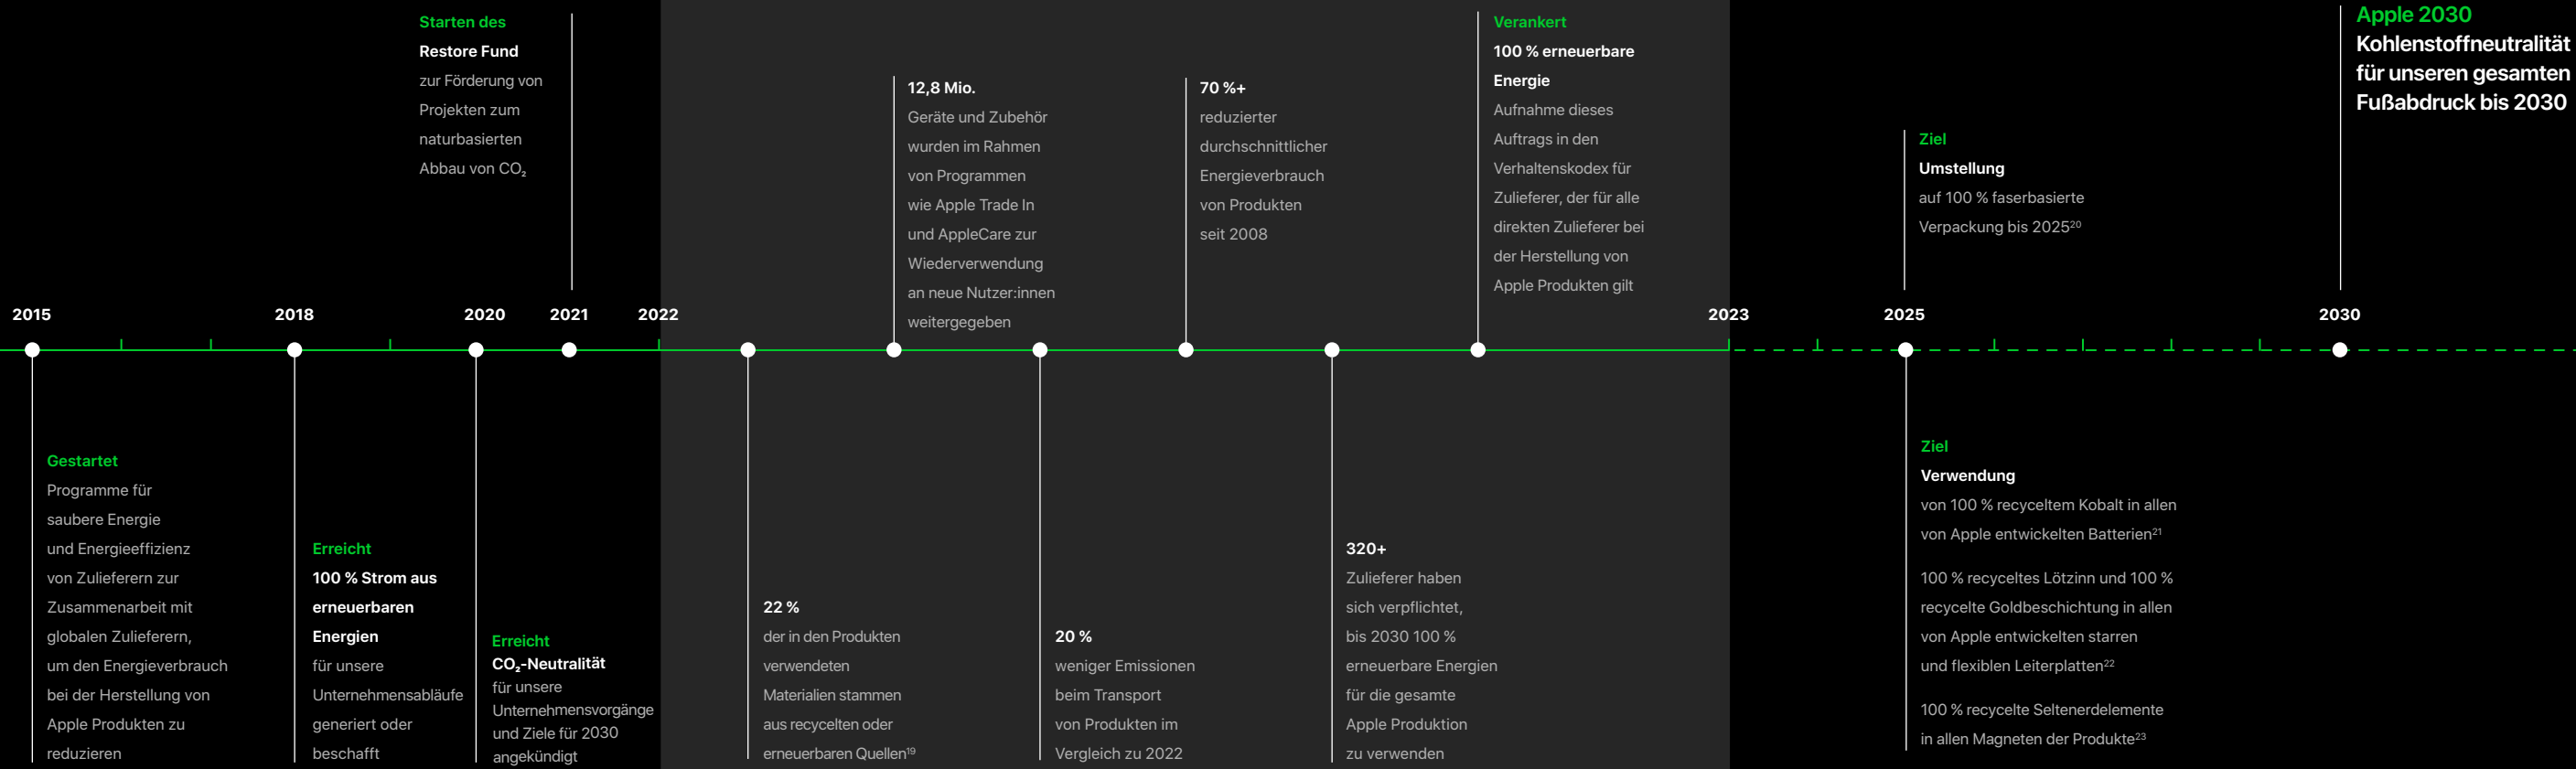 Starten des
Restore Fund
zur Förderung von
Projekten zum
naturbasierten
Abbau von CO₂
12,8 Mio.
Geräte und Zubehör
wurden im Rahmen
von Programmen
wie Apple Trade In
und AppleCare zur
Wiederverwendung
an neue Nutzer:innen
weitergegeben
70 %+
reduzierter
durchschnittlicher
Energieverbrauch
von Produkten
seit 2008
Verankert
100 % erneuerbare
Energie
Aufnahme dieses
Auftrags in den
Verhaltenskodex für
Zulieferer, der für alle
direkten Zulieferer bei
der Herstellung von
Apple Produkten gilt
Ziel
Umstellung
auf 100 % faserbasierte
Verpackung bis 2025²⁰
Apple 2030
Kohlenstoffneutralität
für unseren gesamten
Fußabdruck bis 2030
2015
2018
2020
2021
2022
2023
2025
2030
Gestartet
Programme für
saubere Energie
und Energieeffizienz
von Zulieferern zur
Zusammenarbeit mit
globalen Zulieferern,
um den Energieverbrauch
bei der Herstellung von
Apple Produkten zu
reduzieren
Erreicht
100 % Strom aus
erneuerbaren
Energien
für unsere
Unternehmensabläufe
generiert oder
beschafft
Erreicht
CO₂-Neutralität
für unsere
Unternehmensvorgänge
und Ziele für 2030
angekündigt
22 %
der in den Produkten
verwendeten
Materialien stammen
aus recycelten oder
erneuerbaren Quellen¹⁹
20 %
weniger Emissionen
beim Transport
von Produkten im
Vergleich zu 2022
320+
Zulieferer haben
sich verpflichtet,
bis 2030 100 %
erneuerbare Energien
für die gesamte
Apple Produktion
zu verwenden
Ziel
Verwendung
von 100 % recyceltem Kobalt in allen
von Apple entwickelten Batterien²¹
100 % recyceltes Lötzinn und 100 %
recycelte Goldbeschichtung in allen
von Apple entwickelten starren
und flexiblen Leiterplatten²²
100 % recycelte Seltenerdelemente
in allen Magneten der Produkte²³